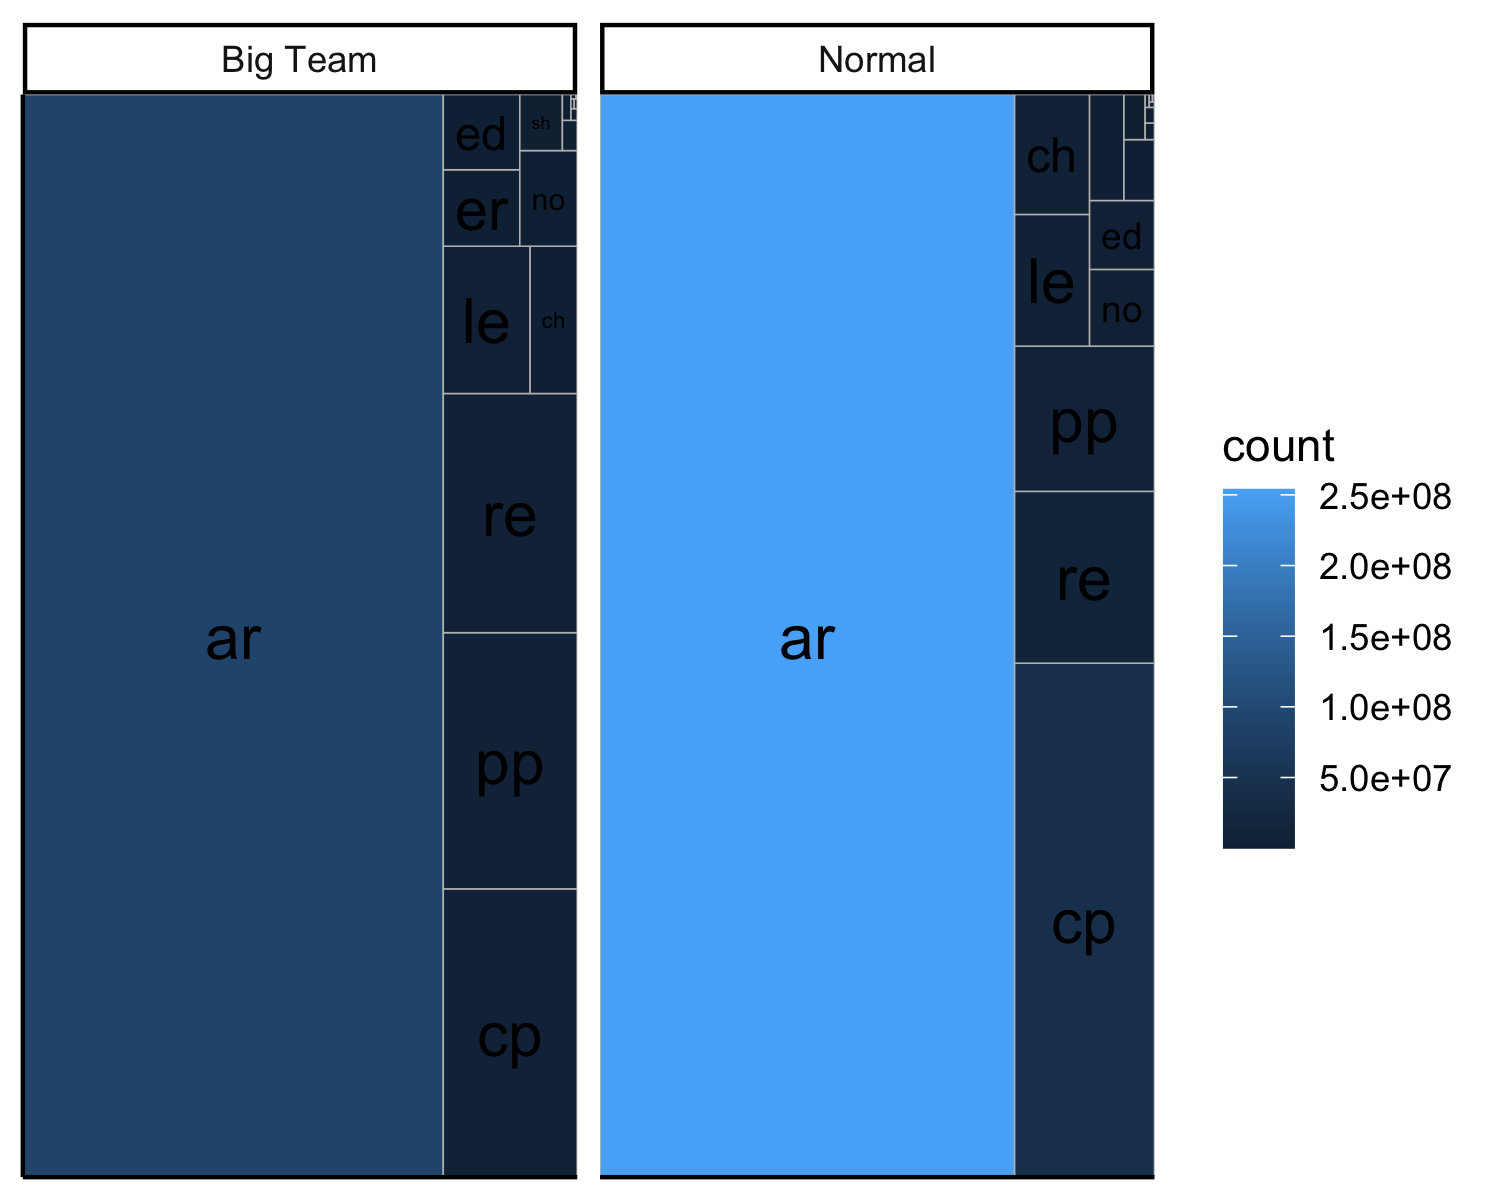 Big Team
Normal
ed
sh
er
no
le
ch
re
ar
pp
cp
ch
le
ed
no
pp
re
ar
cp
count
2.5e+08
2.0e+08
1.5e+08
1.0e+08
5.0e+07